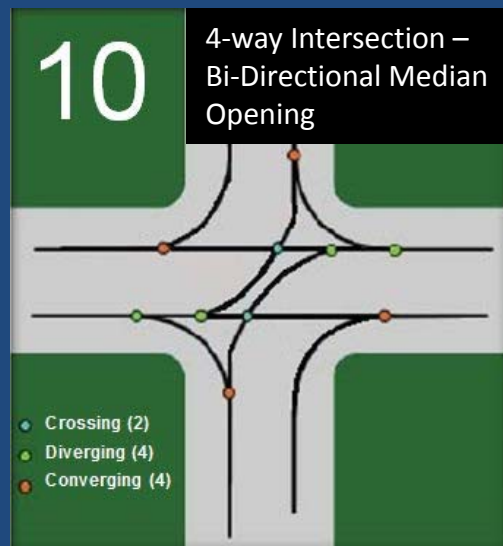 10
4-way Intersection –
Bi-Directional Median
Opening
Crossing (2)
Diverging (4)
Converging (4)